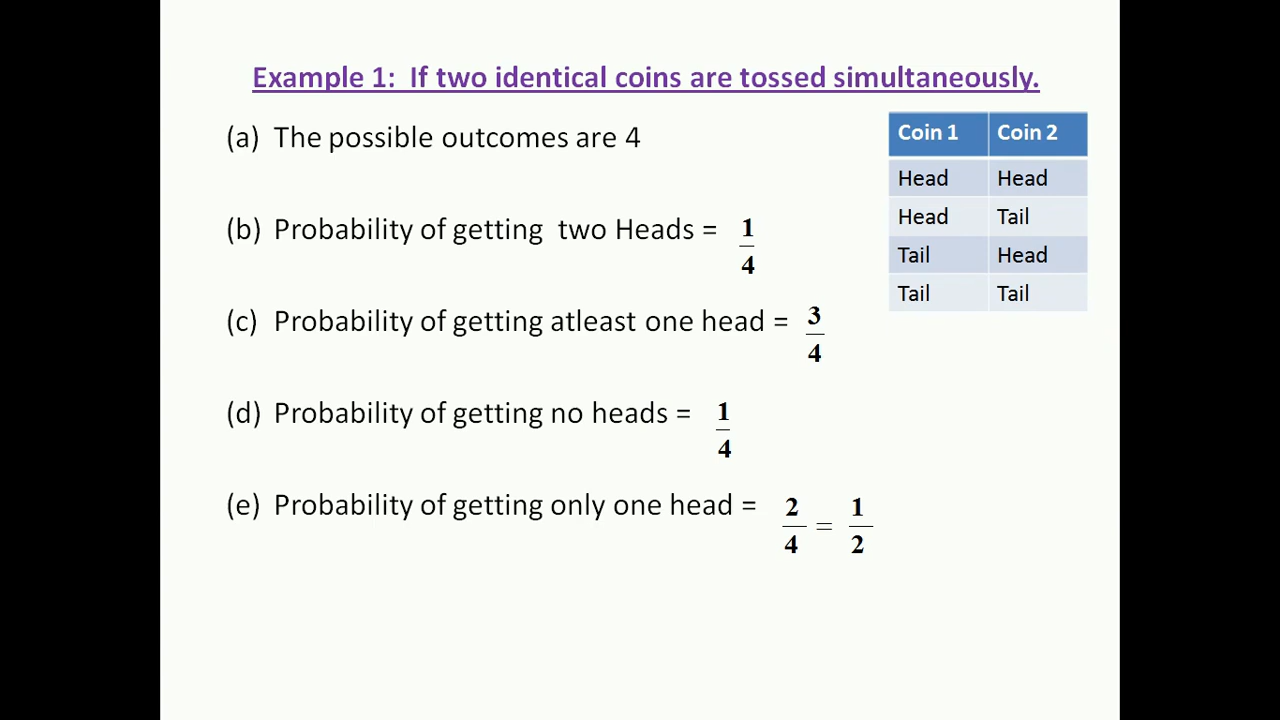 Example 1: If two identical coins are tossed simultaneously.
(a) The possible outcomes are 4
(b) Probability of getting two Heads = 1/4
(c) Probability of getting atleast one head = 3/4
(d) Probability of getting no heads = 1/4
(e) Probability of getting only one head = 2/4 = 1/2
Coin 1 Coin 2
Head Head
Head Tail
Tail Head
Tail Tail